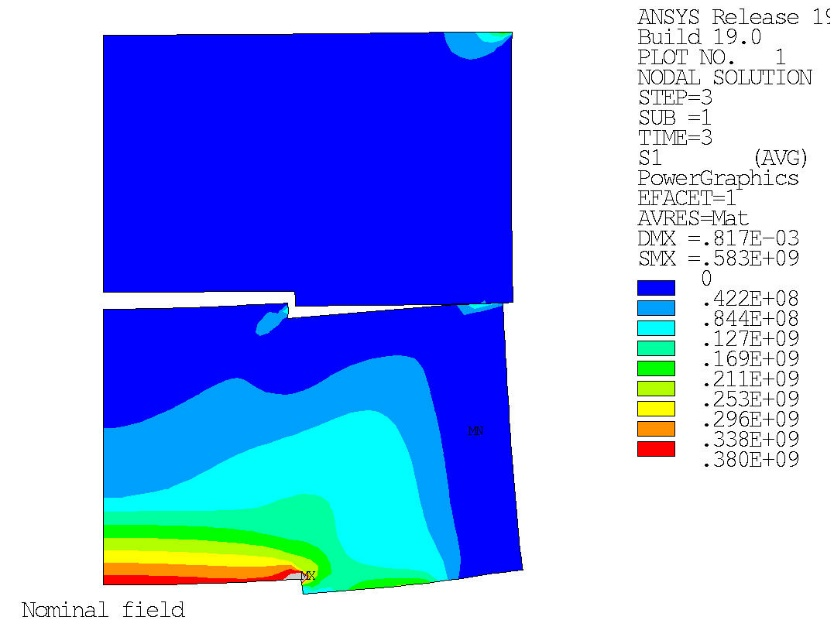 ANSYS Release 19
Build 19.0
PLOT NO. 1
NODAL SOLUTION
STEP=3
SUB =1
TIME=3
S1 (AVG)
PowerGraphics
EFACET=1
AVRES=Mat
DMX =.817E-03
SMX =.583E+09
0
.422E+08
.844E+08
.127E+09
.169E+09
.211E+09
.253E+09
.296E+09
.338E+09
.380E+09
MN
MX
Nominal field